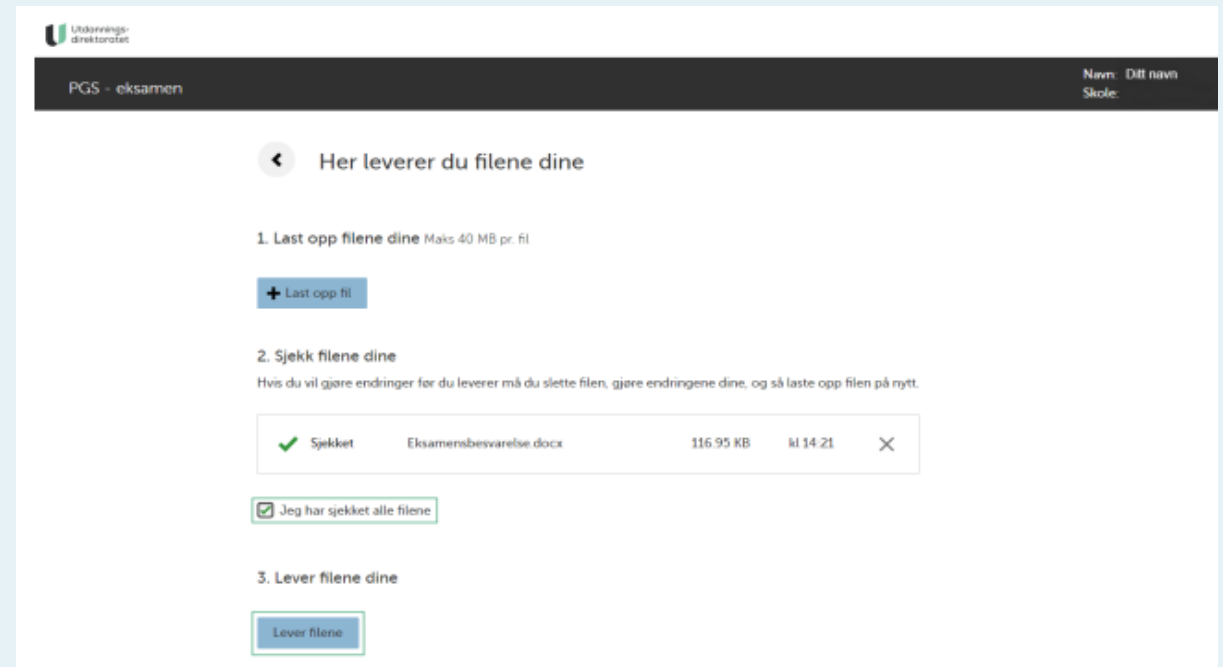 Utdannings-
direktoratet
PGS - eksamen
Navn: Ditt navn
Skole:
Her leverer du filene dine
1. Last opp filene dine Maks 40 MB pr. fil
Last opp fil
2. Sjekk filene dine
Hvis du vil gjøre endringer før du leverer må du slette filen, gjøre endringene dine, og så laste opp filen på nytt.
Sjekket Eksamensbesvarelse.docx 116.95 KB kl 14:21
Jeg har sjekket alle filene
3. Lever filene dine
Lever filene